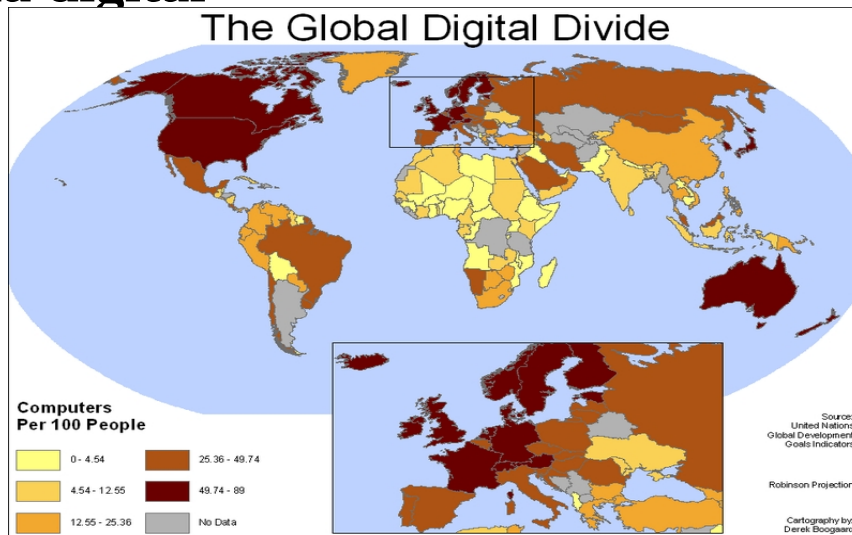 The Global Digital Divide
Computers
Per 100 People
0 - 4.54
25.36 - 49.74
4.54 - 12.55
49.74 - 89
12.55 - 25.36
No Data
Source:
United Nations
Global Development
Goals Indicators
Robinson Projection
Cartography by:
Derek Boogaard